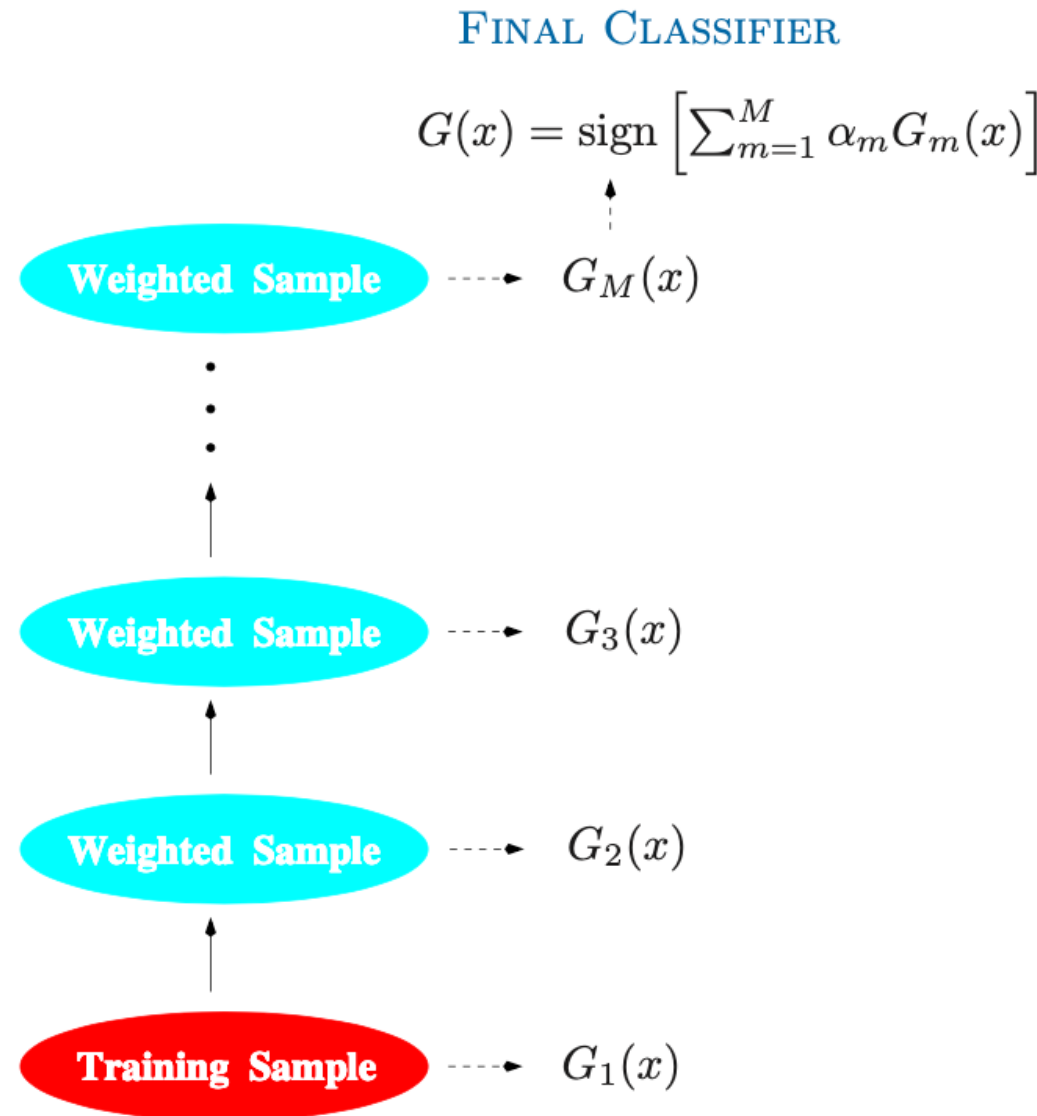 FINAL CLASSIFIER
G(x) = sign [∑_{m=1}^{M} α_m G_m(x)]
Weighted Sample G_M(x)
Weighted Sample G_3(x)
Weighted Sample G_2(x)
Training Sample G_1(x)